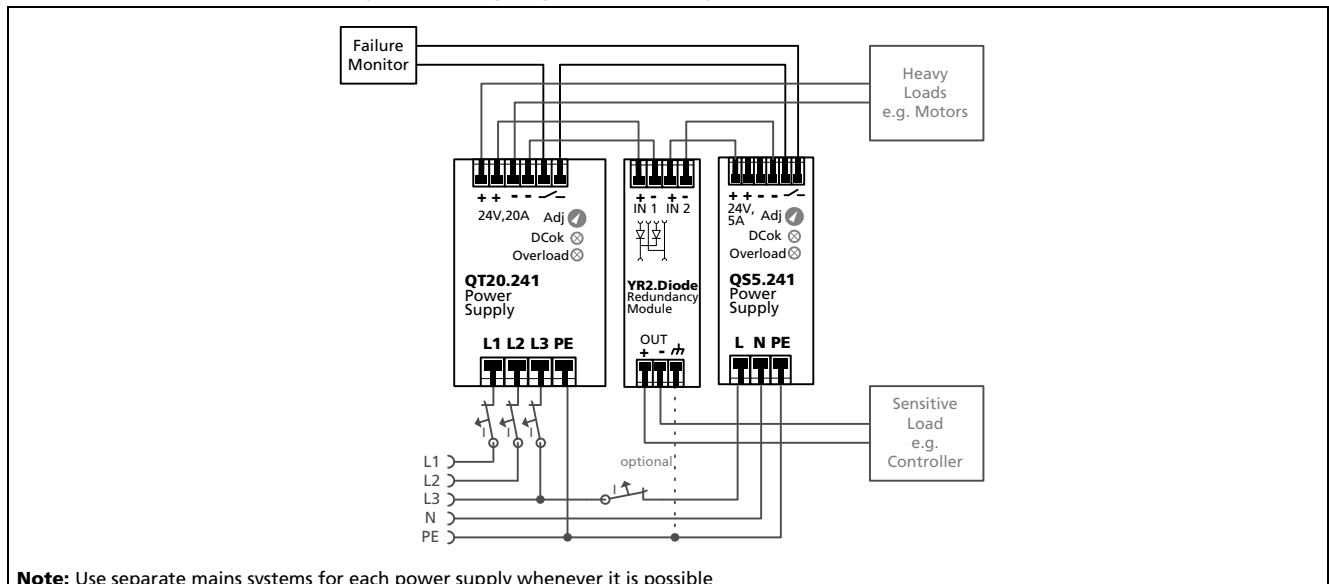 Failure
Monitor
Heavy
Loads
e.g. Motors
+ + - -
24V,20A
Adj
DCok
Overload
QT20.241
Power
Supply
L1 L2 L3 PE
+ - + -
IN 1 IN 2
YR2.Diode
Redundancy
Module
OUT
+ -
+ + - -
24V,
5A
Adj
DCok
Overload
QS5.241
Power
Supply
L N PE
Sensitive
Load
e.g.
Controller
I
I
I
optional
I
L1
L2
L3
N
PE
Note: Use separate mains systems for each power supply whenever it is possible